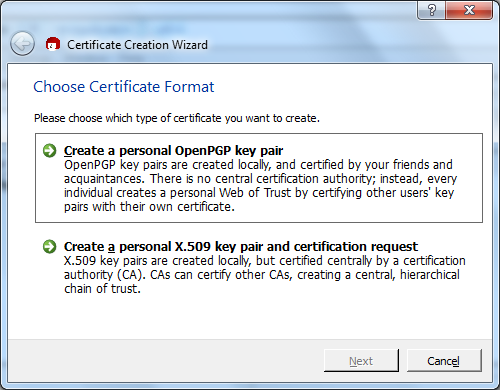 Certificate Creation Wizard
Choose Certificate Format
Please choose which type of certificate you want to create.
Create a personal OpenPGP key pair
OpenPGP key pairs are created locally, and certified by your friends and
acquaintances. There is no central certification authority; instead, every
individual creates a personal Web of Trust by certifying other users' key
pairs with their own certificate.
Create a personal X.509 key pair and certification request
X.509 key pairs are created locally, but certified centrally by a certification
authority (CA). CAs can certify other CAs, creating a central, hierarchical
chain of trust.
Next Cancel